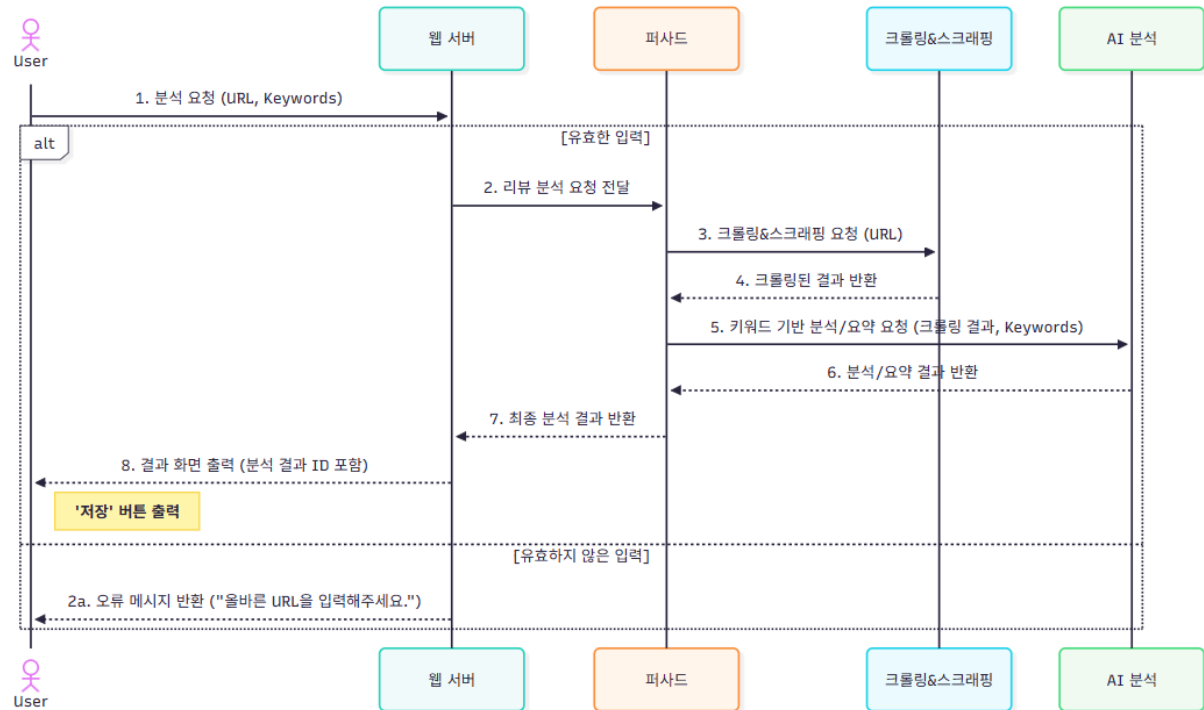 User
웹 서버
퍼사드
크롤링&스크래핑
AI 분석
1. 분석 요청 (URL, Keywords)
alt
[유효한 입력]
2. 리뷰 분석 요청 전달
3. 크롤링&스크래핑 요청 (URL)
4. 크롤링된 결과 반환
5. 키워드 기반 분석/요약 요청 (크롤링 결과, Keywords)
6. 분석/요약 결과 반환
7. 최종 분석 결과 반환
8. 결과 화면 출력 (분석 결과 ID 포함)
'저장' 버튼 출력
[유효하지 않은 입력]
2a. 오류 메시지 반환 ("올바른 URL을 입력해주세요.")
User
웹 서버
퍼사드
크롤링&스크래핑
AI 분석